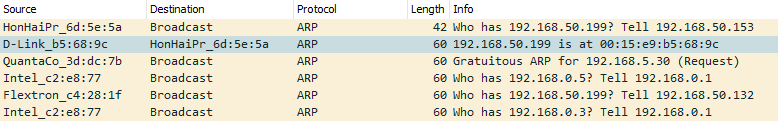 Source Destination Protocol Length Info
HonHaiPr_6d:5e:5a Broadcast ARP 42 Who has 192.168.50.199? Tell 192.168.50.153
D-Link_b5:68:9c HonHaiPr_6d:5e:5a ARP 60 192.168.50.199 is at 00:15:e9:b5:68:9c
QuantaCo_3d:dc:7b Broadcast ARP 60 Gratuitous ARP for 192.168.5.30 (Request)
Intel_c2:e8:77 Broadcast ARP 60 Who has 192.168.0.5? Tell 192.168.0.1
Flextron_c4:28:1f Broadcast ARP 60 Who has 192.168.50.199? Tell 192.168.50.132
Intel_c2:e8:77 Broadcast ARP 60 Who has 192.168.0.3? Tell 192.168.0.1